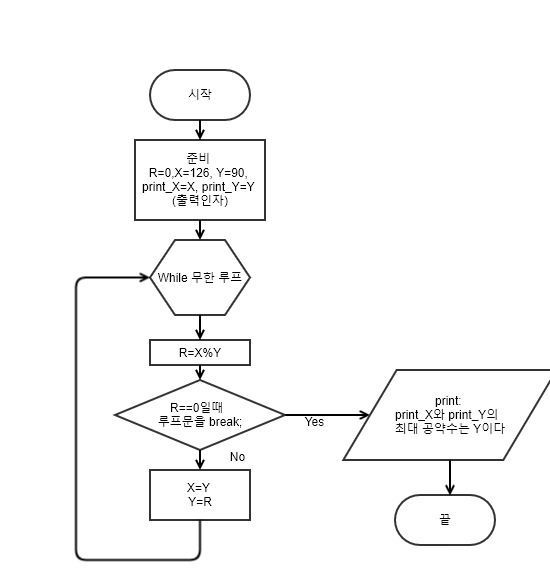 시작
준비
R=0,X=126, Y=90,
print_X=X, print_Y=Y
(출력인자)
While 무한 루프
R=X%Y
R==0일때
루프문을 break;
Yes
No
X=Y
Y=R
print:
print_X와 print_Y의
최대 공약수는 Y이다
끝